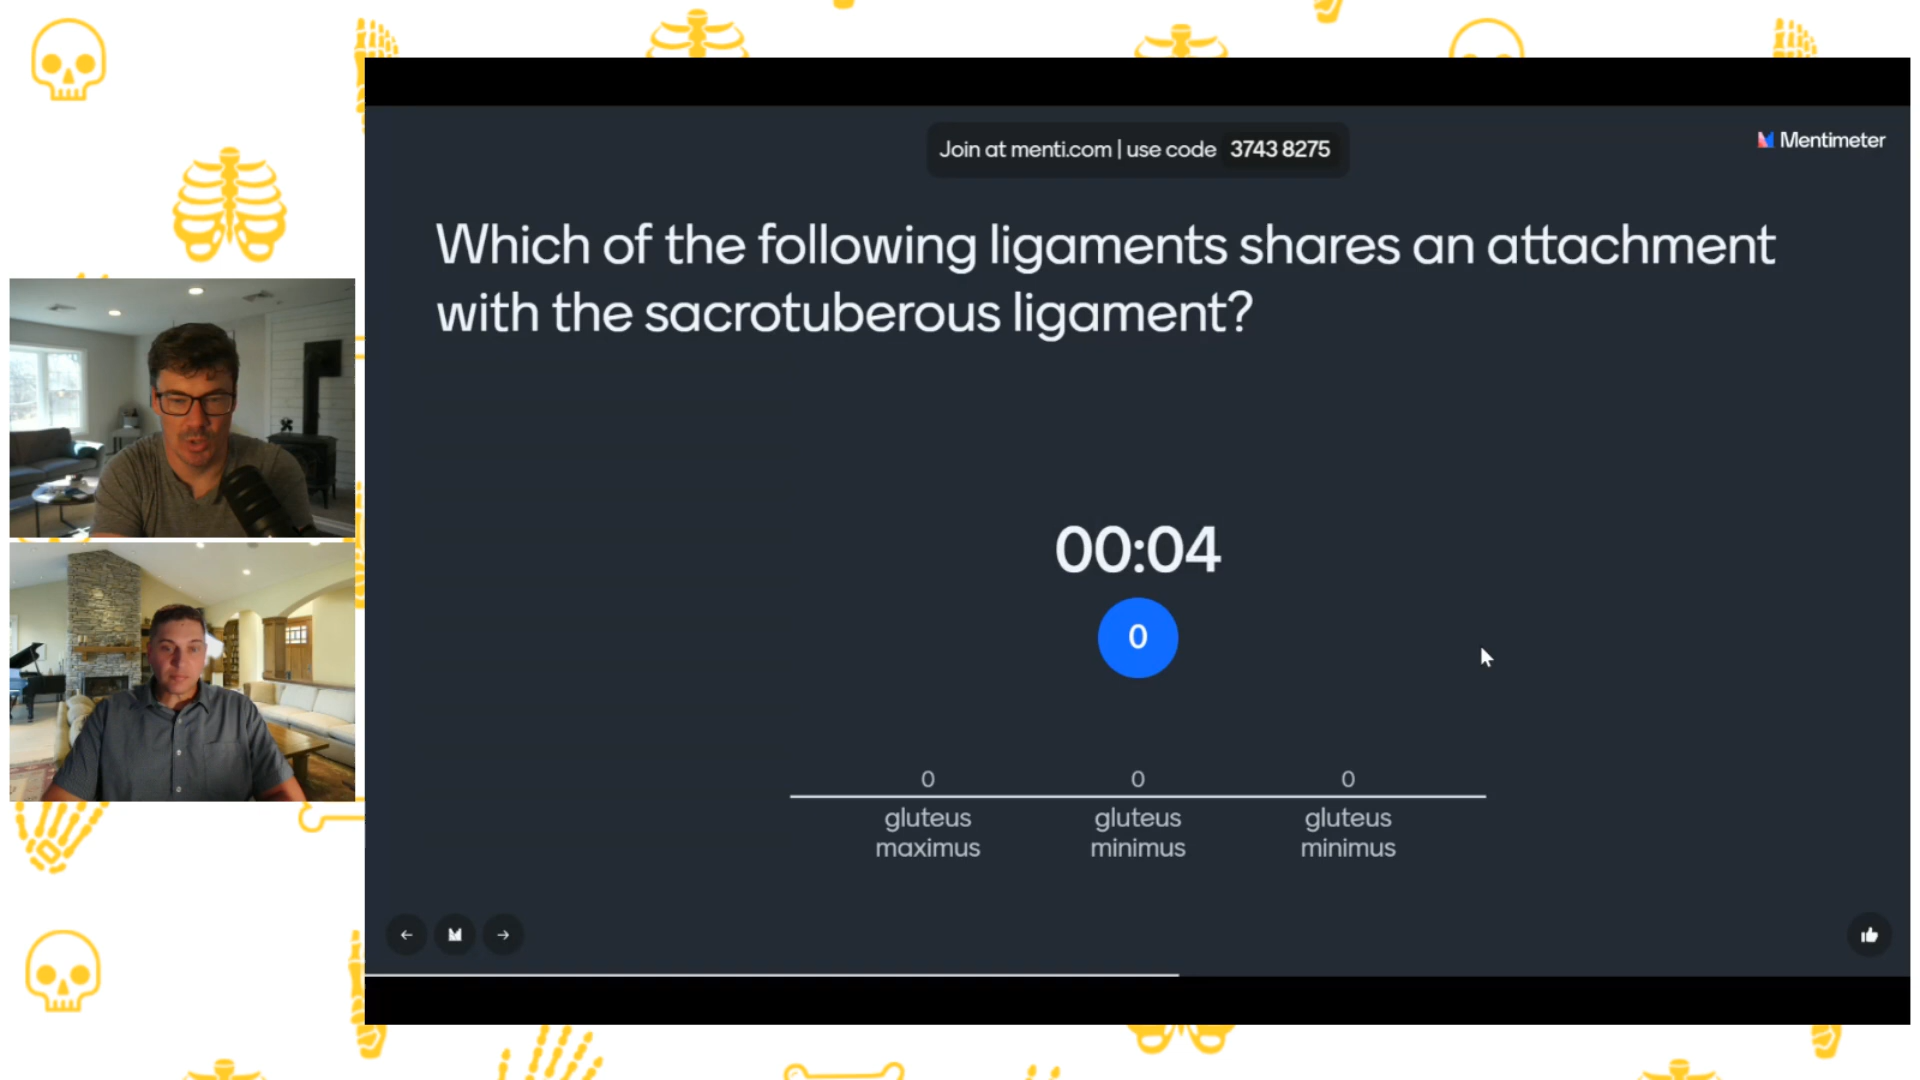 Join at menti.com | use code 3743 8275
Mentimeter
Which of the following ligaments shares an attachment
with the sacrotuberous ligament?
00:04
0
0
0
0
gluteus
maximus
gluteus
minimus
gluteus
minimus